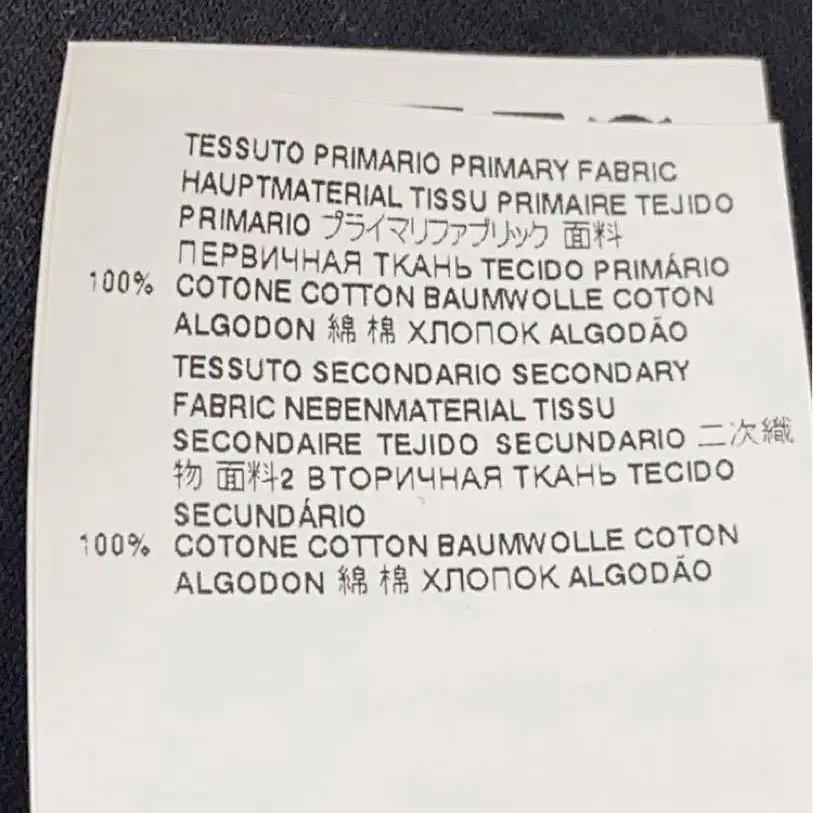 TESSUTO PRIMARIO PRIMARY FABRIC
HAUPTMATERIAL TISSU PRIMAIRE TEJIDO
PRIMARIO プライマリファブリック 面料
ПЕРВИЧНАЯ ТКАНЬ TECIDO PRIMÁRIO
100% COTONE COTTON BAUMWOLLE COTON
ALGODON 綿 棉 ХЛОПОК ALGODÃO
TESSUTO SECONDARIO SECONDARY
FABRIC NEBENMATERIAL TISSU
SECONDAIRE TEJIDO SECUNDARIO 二次織
物 面料2 ВТОРИЧНАЯ ТКАНЬ TECIDO
SECUNDÁRIO
100% COTONE COTTON BAUMWOLLE COTON
ALGODON 綿 棉 ХЛОПОК ALGODÃO